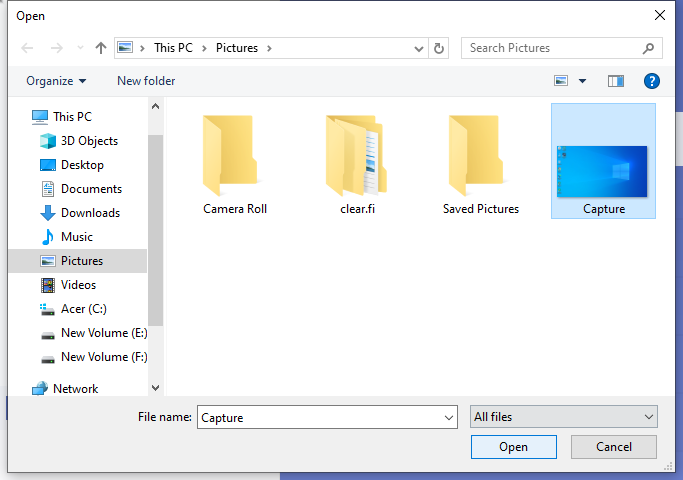 Open
This PC > Pictures >
Search Pictures
Organize
New folder
?
This PC
3D Objects
Desktop
Documents
Downloads
Music
Pictures
Videos
Acer (C:)
New Volume (E:)
New Volume (F:)
Network
Camera Roll
clear.fi
Saved Pictures
Capture
File name: Capture
All files
Open
Cancel